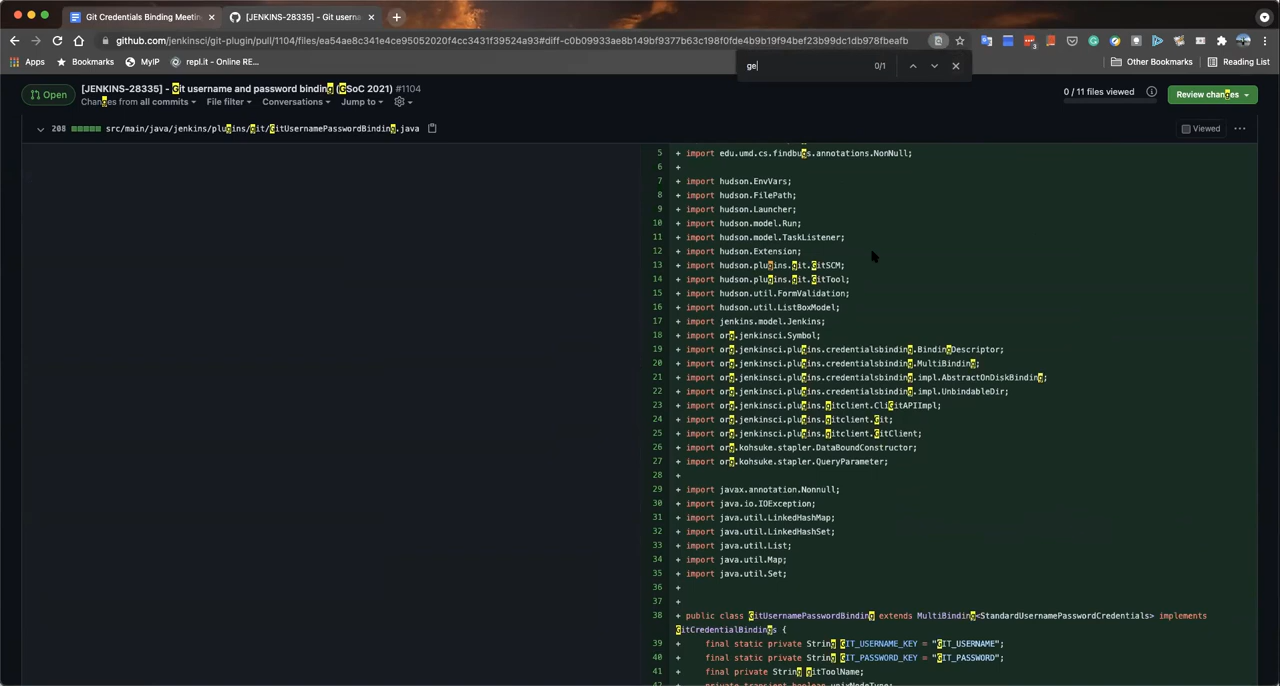 Git Credentials Binding Meetin
[JENKINS-28335] - Git userna
github.com/jenkinsci/git-plugin/pull/1104/files/ea54ae8c341e4ce95052020f4cc3431f39524a93#diff-c0b09933ae8b149bf9377b63c198f0fde4b9b19f94bef23b99dc1db978fbeafb
Apps
Bookmarks
MyIP
repl.it - Online RE...
Other Bookmarks
Reading List
ge
0/1
Open
[JENKINS-28335] - Git username and password binding (GSoC 2021) #1104
Changes from all commits
File filter
Conversations
Jump to
0 / 11 files viewed
Review changes
208
src/main/java/jenkins/plugins/git/GitUsernamePasswordBinding.java
Viewed
5 + import edu.umd.cs.findbugs.annotations.NonNull;
6 +
7 + import hudson.EnvVars;
8 + import hudson.FilePath;
9 + import hudson.Launcher;
10 + import hudson.model.Run;
11 + import hudson.model.TaskListener;
12 + import hudson.Extension;
13 + import hudson.plugins.git.GitSCM;
14 + import hudson.plugins.git.GitTool;
15 + import hudson.util.FormValidation;
16 + import hudson.util.ListBoxModel;
17 + import jenkins.model.Jenkins;
18 + import org.jenkinsci.Symbol;
19 + import org.jenkinsci.plugins.credentialsbinding.BindingDescriptor;
20 + import org.jenkinsci.plugins.credentialsbinding.MultiBinding;
21 + import org.jenkinsci.plugins.credentialsbinding.impl.AbstractOnDiskBinding;
22 + import org.jenkinsci.plugins.credentialsbinding.impl.UnbindableDir;
23 + import org.jenkinsci.plugins.gitclient.CliGitAPIImpl;
24 + import org.jenkinsci.plugins.gitclient.Git;
25 + import org.jenkinsci.plugins.gitclient.GitClient;
26 + import org.kohsuke.stapler.DataBoundConstructor;
27 + import org.kohsuke.stapler.QueryParameter;
28 +
29 + import javax.annotation.Nonnull;
30 + import java.io.IOException;
31 + import java.util.LinkedHashMap;
32 + import java.util.LinkedHashSet;
33 + import java.util.List;
34 + import java.util.Map;
35 + import java.util.Set;
36 +
37 +
38 + public class GitUsernamePasswordBinding extends MultiBinding<StandardUsernamePasswordCredentials> implements
GitCredentialBindings {
39 + final static private String GIT_USERNAME_KEY = "GIT_USERNAME";
40 + final static private String GIT_PASSWORD_KEY = "GIT_PASSWORD";
41 + final private String gitToolName;
42 + private transient boolean unixNodeType;